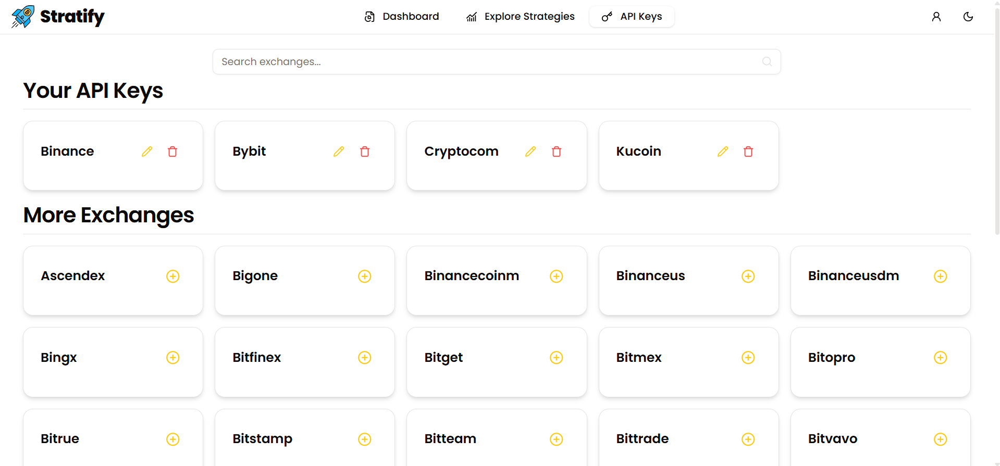 Stratify
Dashboard
Explore Strategies
API Keys
Search exchanges...
Your API Keys
Binance
Bybit
Cryptocom
Kucoin
More Exchanges
Ascendex
Bigone
Binancecoinm
Binanceus
Binanceusdm
Bingx
Bitfinex
Bitget
Bitmex
Bitopro
Bitrue
Bitstamp
Bitteam
Bittrade
Bitvavo